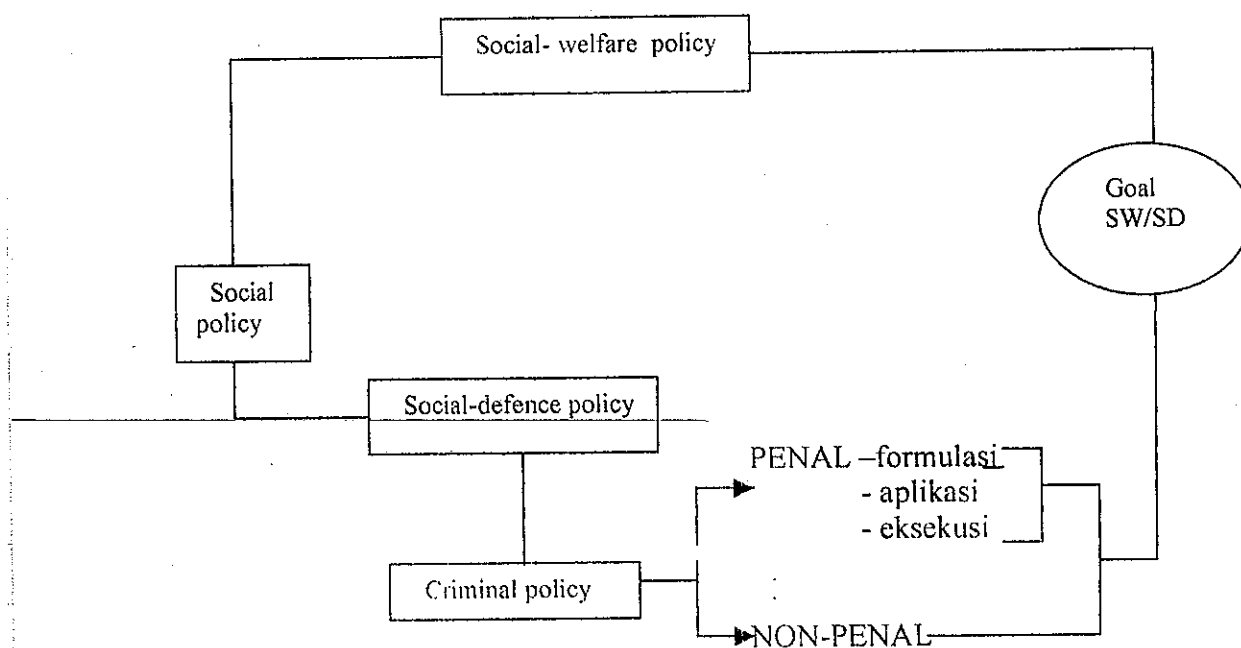 Social- welfare policy
Goal
SW/SD
Social
policy
Social-defence policy
PENAL –formulasi
- aplikasi
- eksekusi
Criminal policy
NON-PENAL